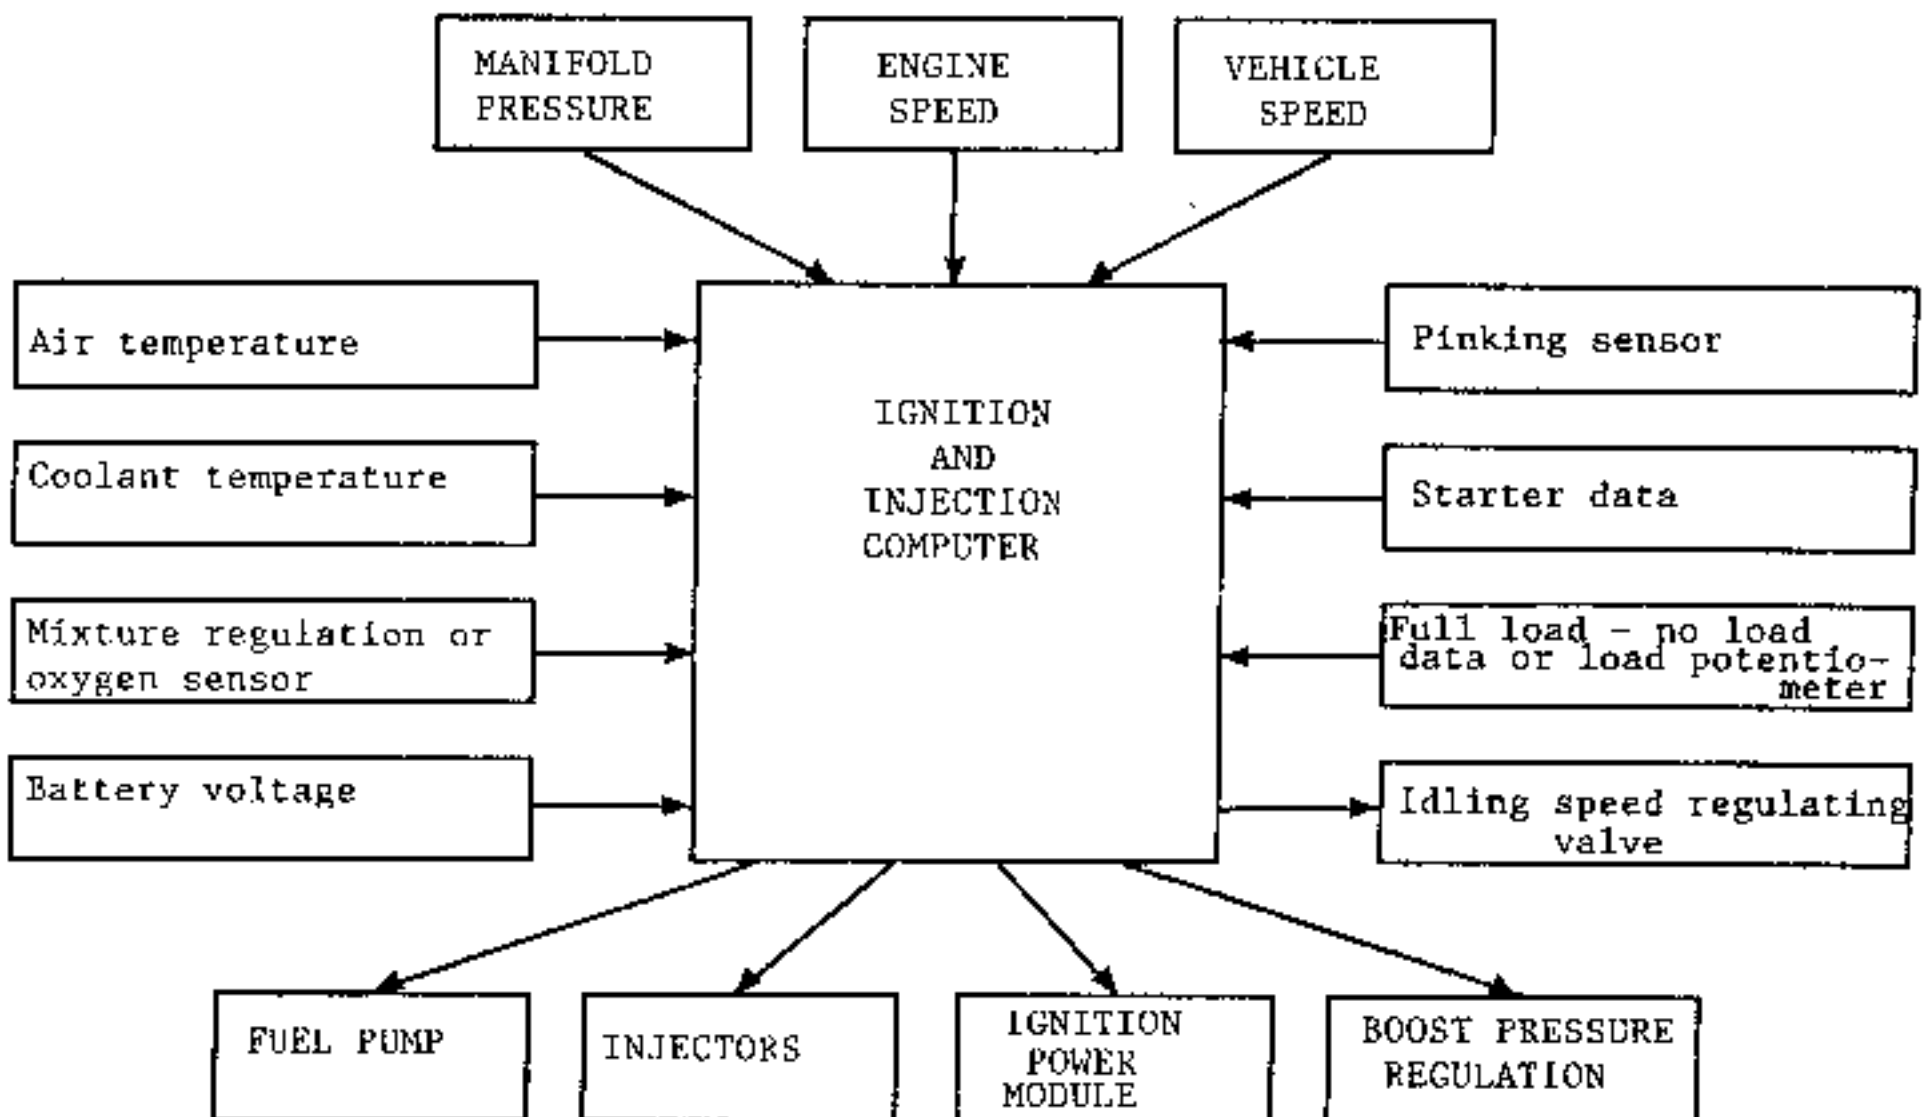 MANIFOLD
PRESSURE
ENGINE
SPEED
VEHICLE
SPEED
Air temperature
Coolant temperature
Mixture regulation or
oxygen sensor
Battery voltage
IGNITION
AND
INJECTION
COMPUTER
Pinking sensor
Starter data
Full load - no load
data or load potentio-
meter
Idling speed regulating
valve
FUEL PUMP
INJECTORS
IGNITION
POWER
MODULE
BOOST PRESSURE
REGULATION